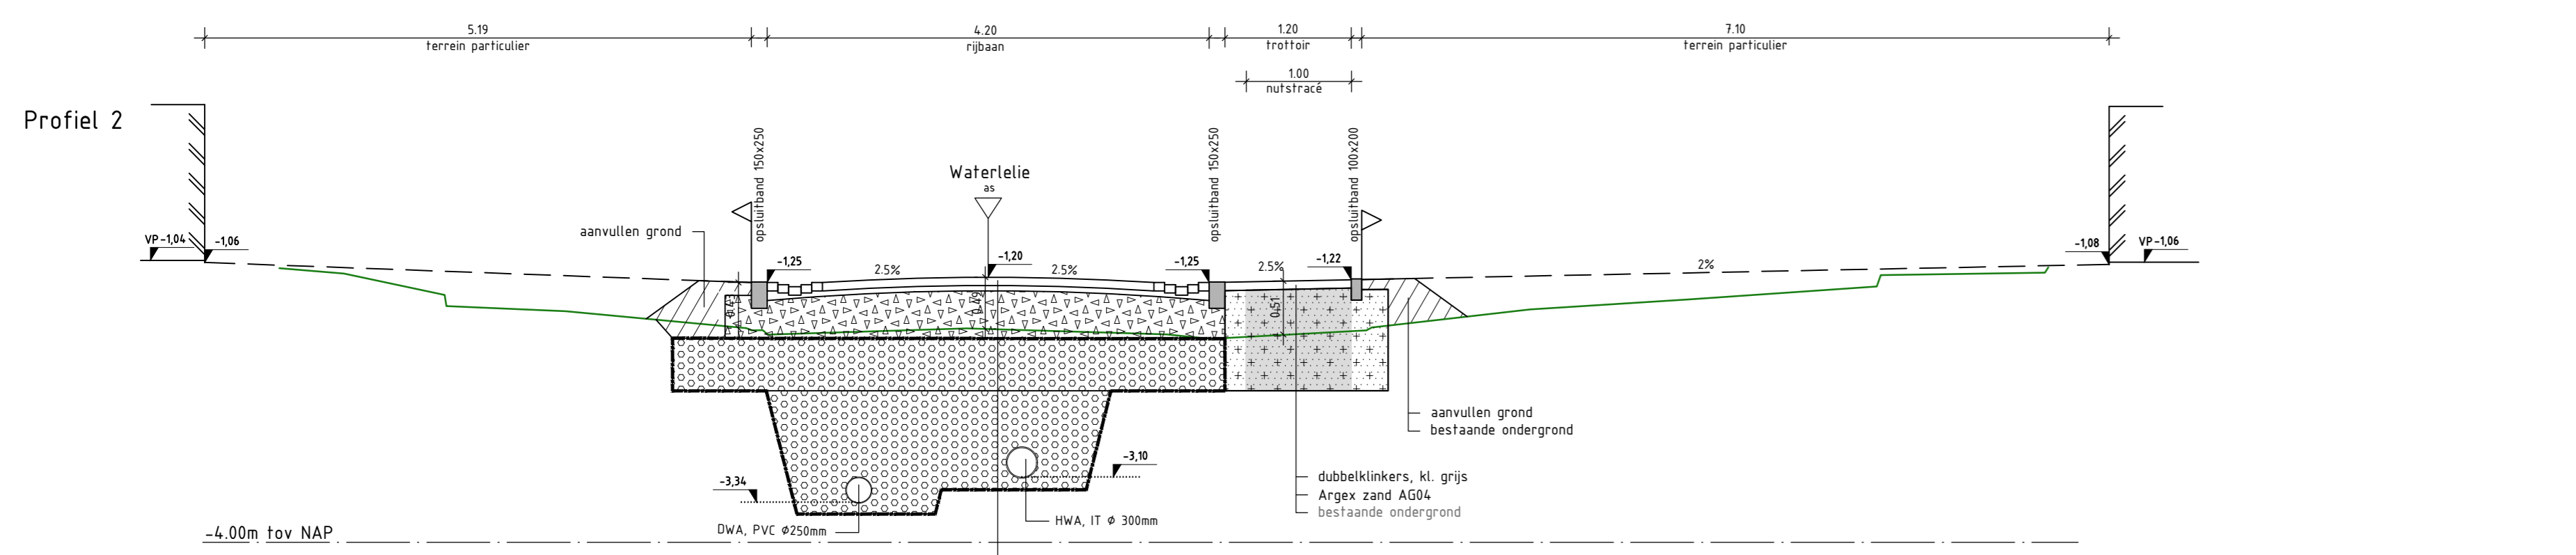 5.19
terrein particulier
4.20
rijbaan
1.20
trottoir
7.10
terrein particulier
1.00
nutstracé
Profiel 2
opsluitband 150x250
opsluitband 150x250
opsluitband 100x200
Waterlelie
as
aanvullen grond
VP-1,04
-1,06
-1,25
2.5%
-1,20
2.5%
-1,25
2.5%
-1,22
2%
-1,08
VP-1,06
0.49
0.51
aanvullen grond
bestaande ondergrond
-3,10
-3,34
dubbelklinkers, kl. grijs
Argex zand AG04
bestaande ondergrond
DWA, PVC Ø250mm
HWA, IT Ø 300mm
-4.00m tov NAP